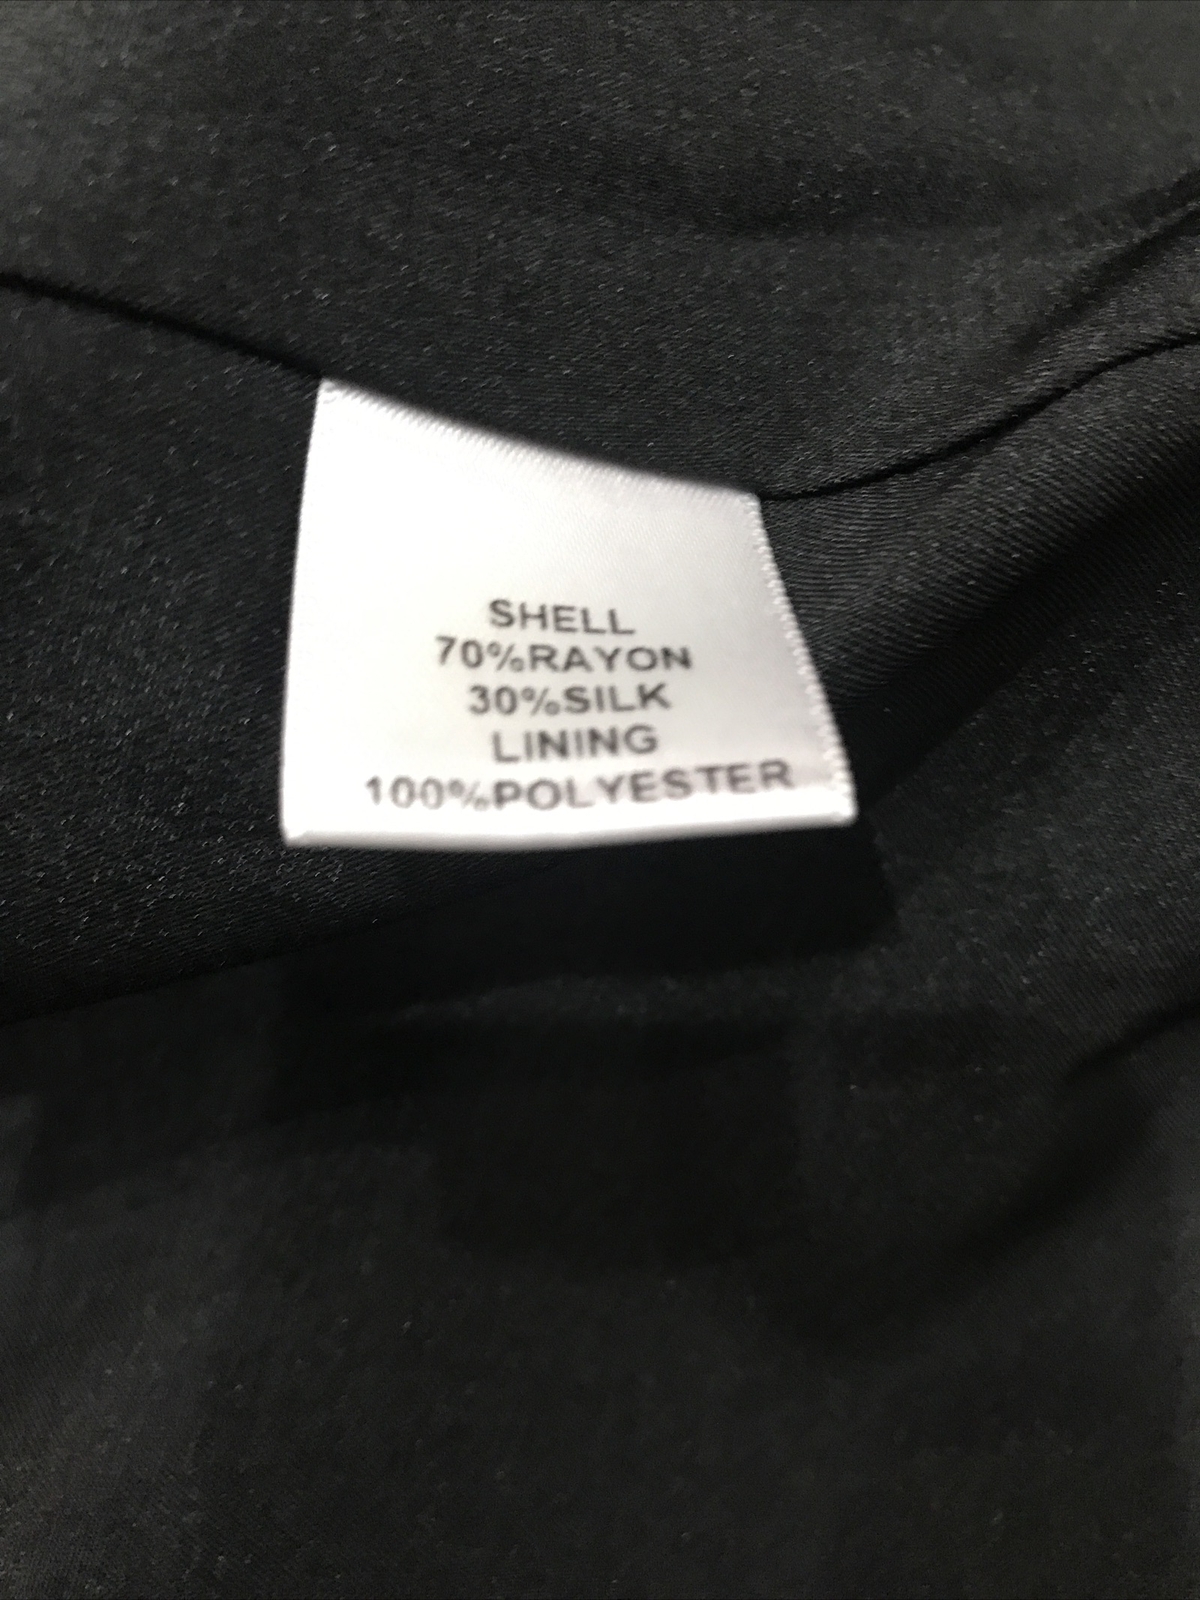 SHELL
70%RAYON
30%SILK
LINING
100%POLYESTER